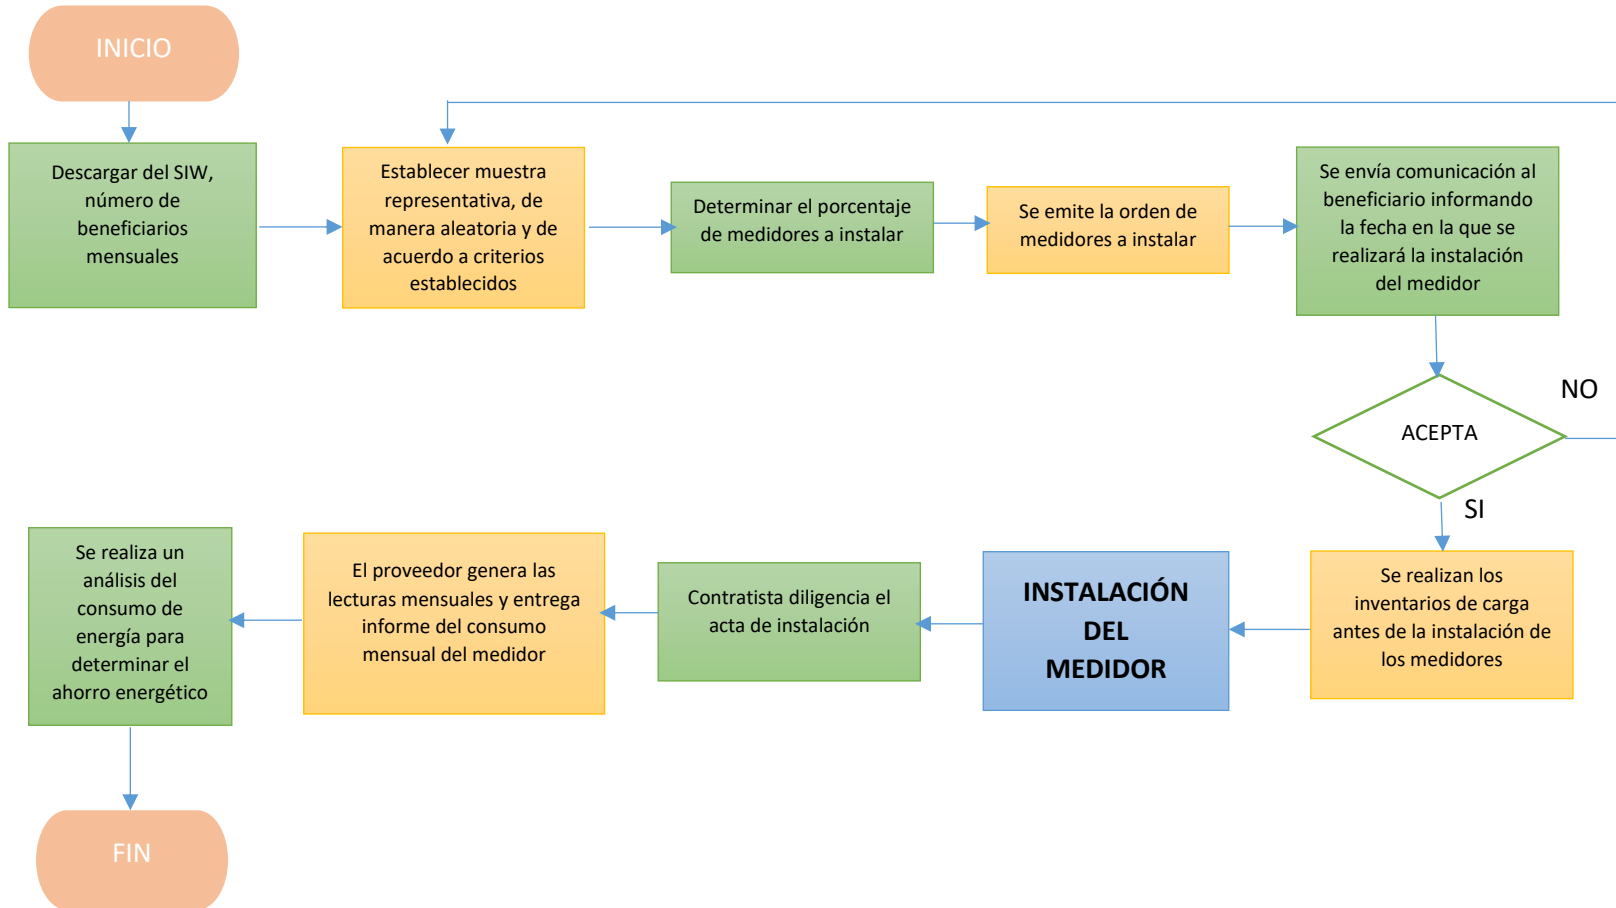 INICIO
Descargar del SIW,
número de
beneficiarios
mensuales
Establecer muestra
representativa, de
manera aleatoria y de
acuerdo a criterios
establecidos
Determinar el porcentaje
de medidores a instalar
Se emite la orden de
medidores a instalar
Se envía comunicación al
beneficiario informando
la fecha en la que se
realizará la instalación
del medidor
ACEPTA
NO
SI
Se realizan los
inventarios de carga
antes de la instalación de
los medidores
INSTALACIÓN
DEL
MEDIDOR
Contratista diligencia el
acta de instalación
El proveedor genera las
lecturas mensuales y entrega
informe del consumo
mensual del medidor
Se realiza un
análisis del
consumo de
energía para
determinar el
ahorro energético
FIN